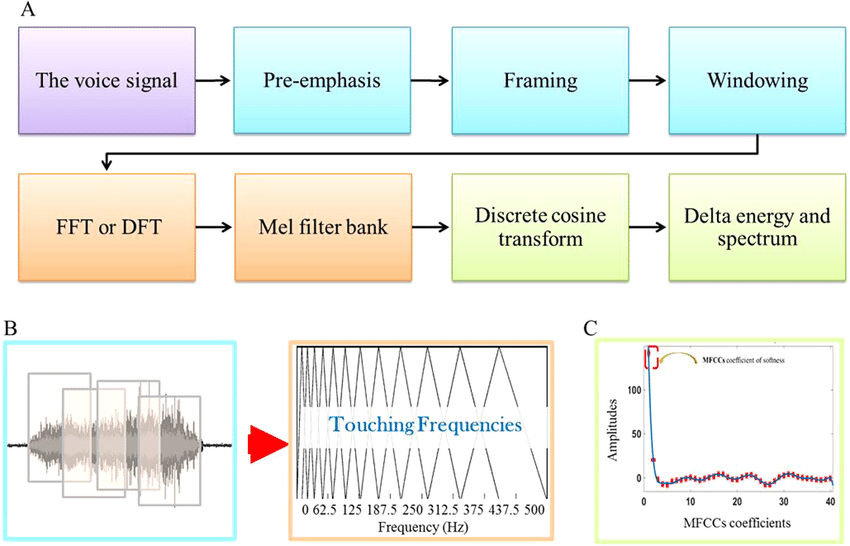 A
The voice signal
Pre-emphasis
Framing
Windowing
FFT or DFT
Mel filter bank
Discrete cosine
transform
Delta energy and
spectrum
B
Touching Frequencies
0 62.5 125 187.5 250 312.5 375 437.5 500
Frequency (Hz)
C
MFCCs coefficient of softness
100
50
0
0 10 20 30 40
Amplitudes
MFCCs coefficients